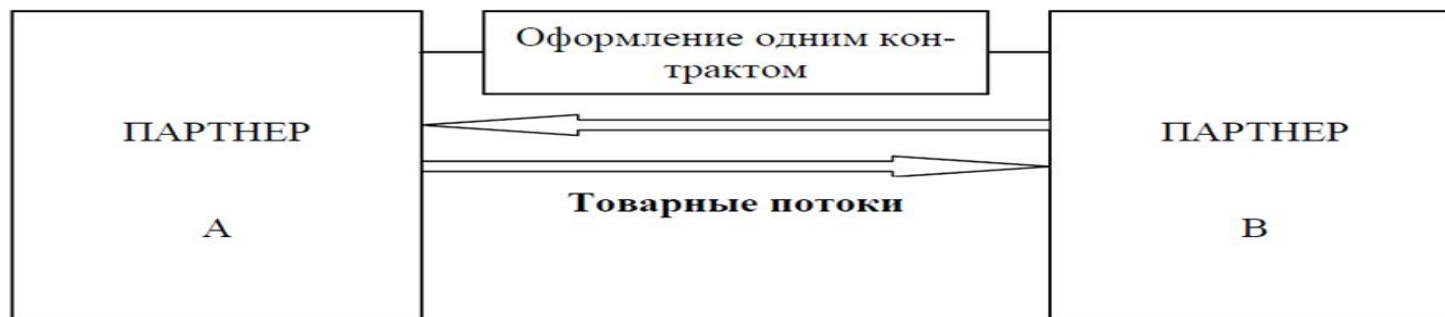 Оформление одним кон-
трактом
ПАРТНЕР
ПАРТНЕР
Товарные потоки
А
В